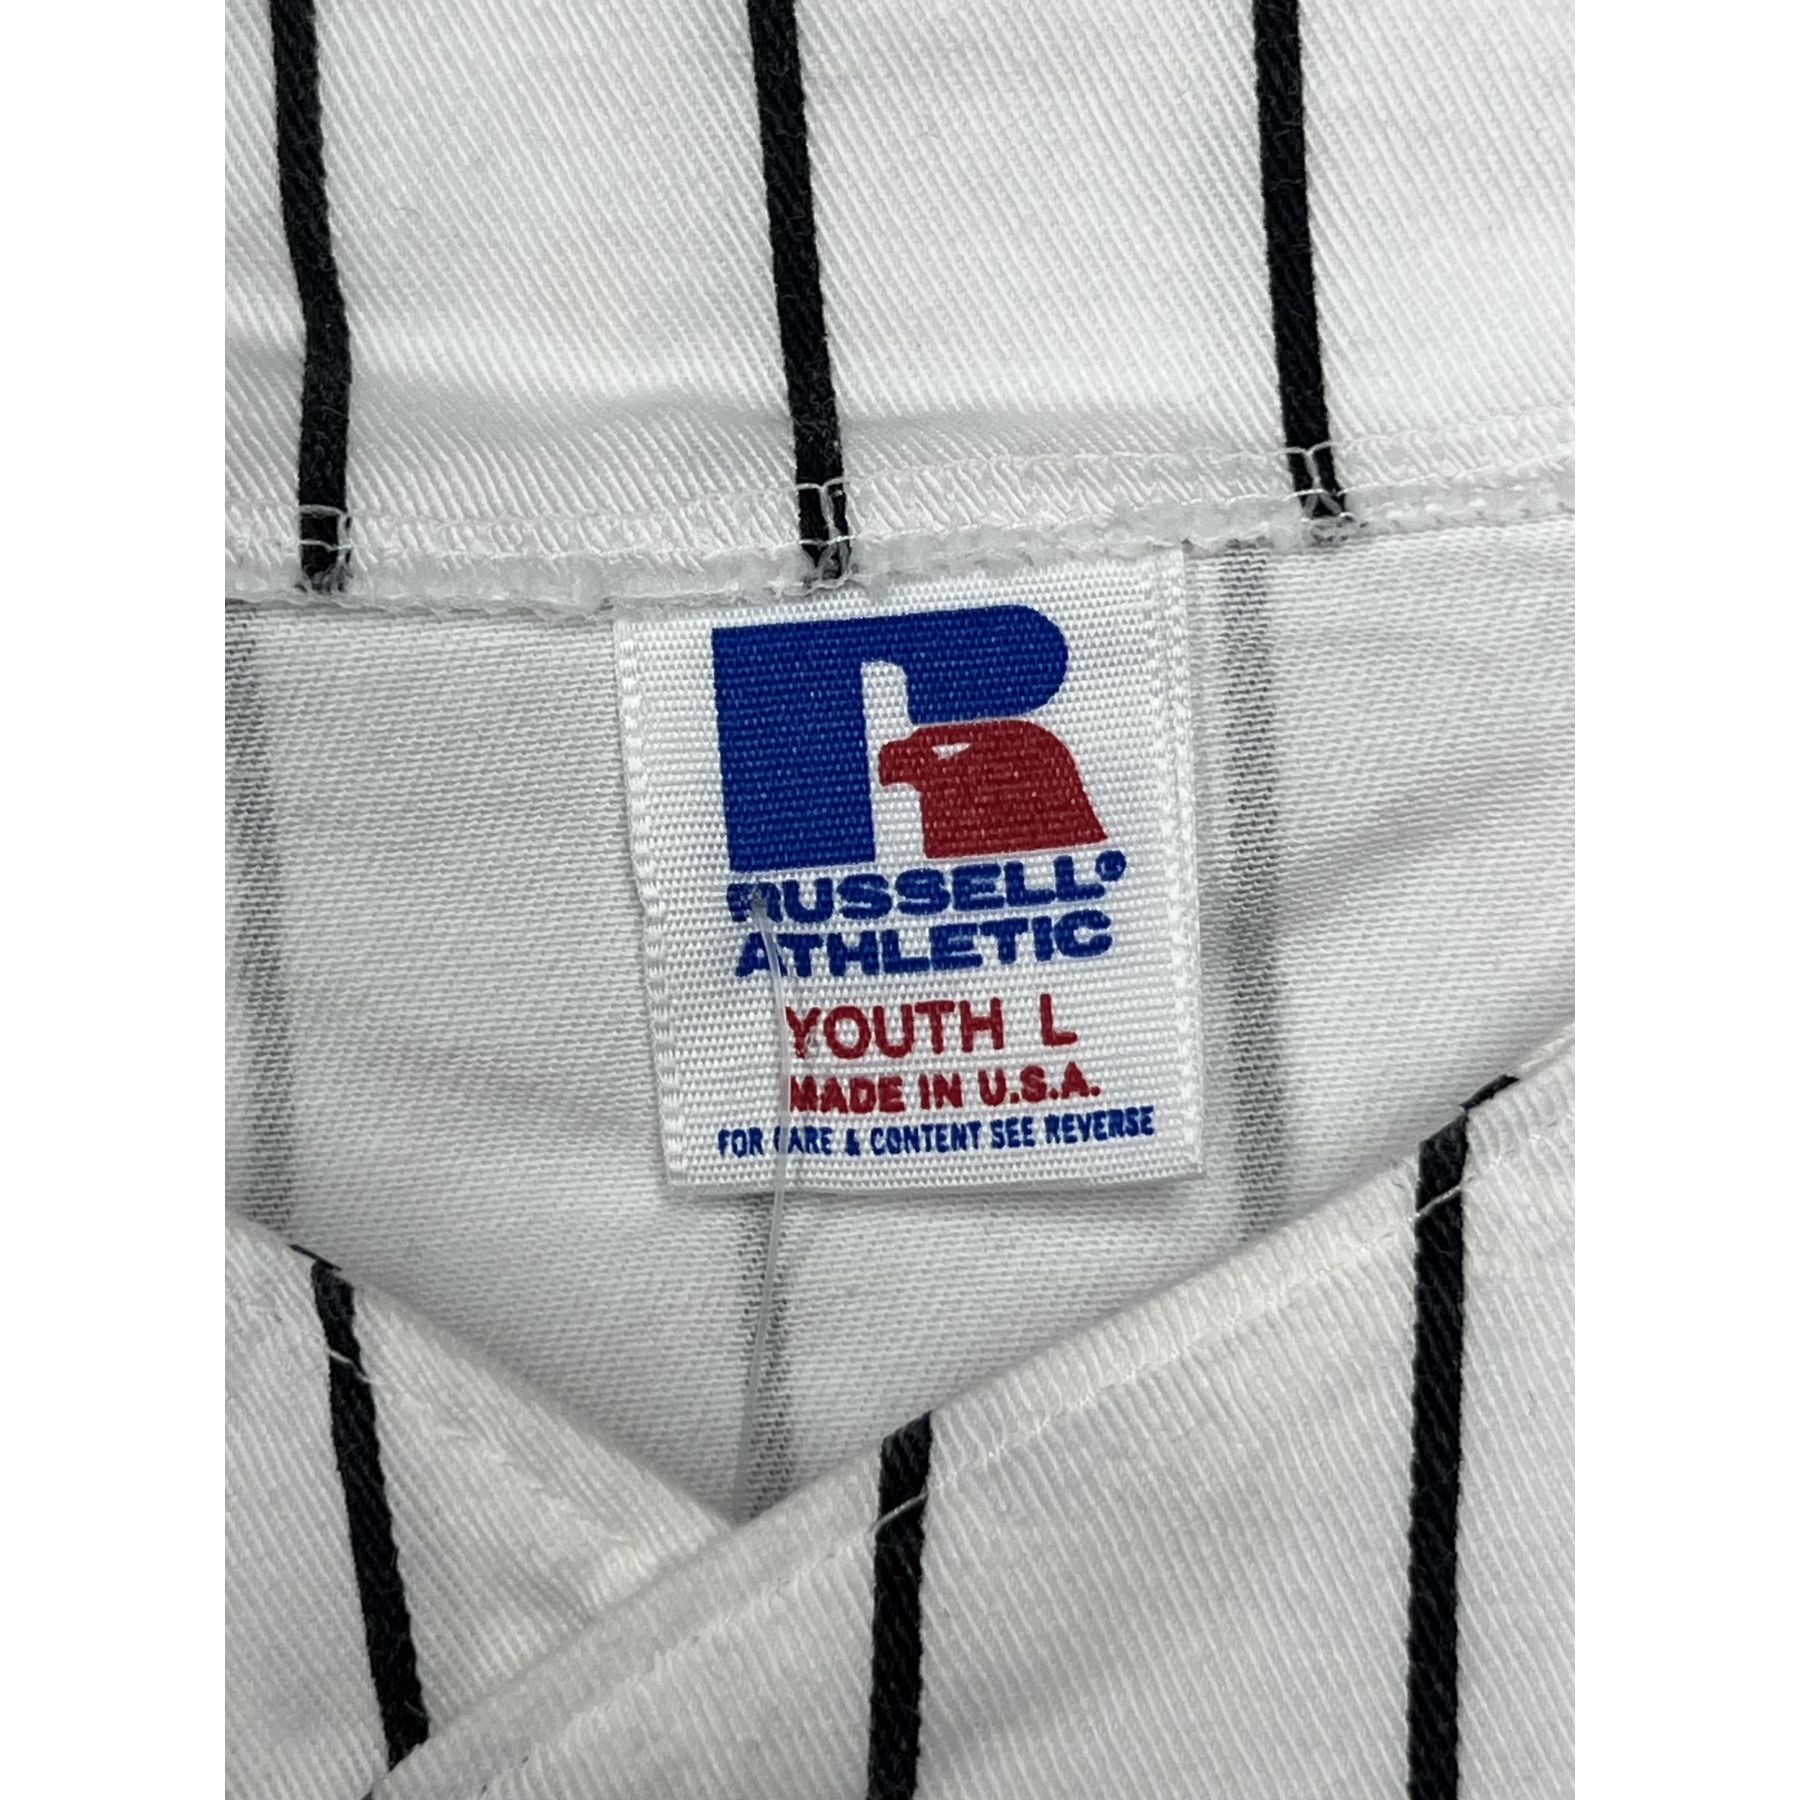 RUSSELL®
ATHLETIC
YOUTH L
MADE IN U.S.A.
FOR CARE & CONTENT SEE REVERSE